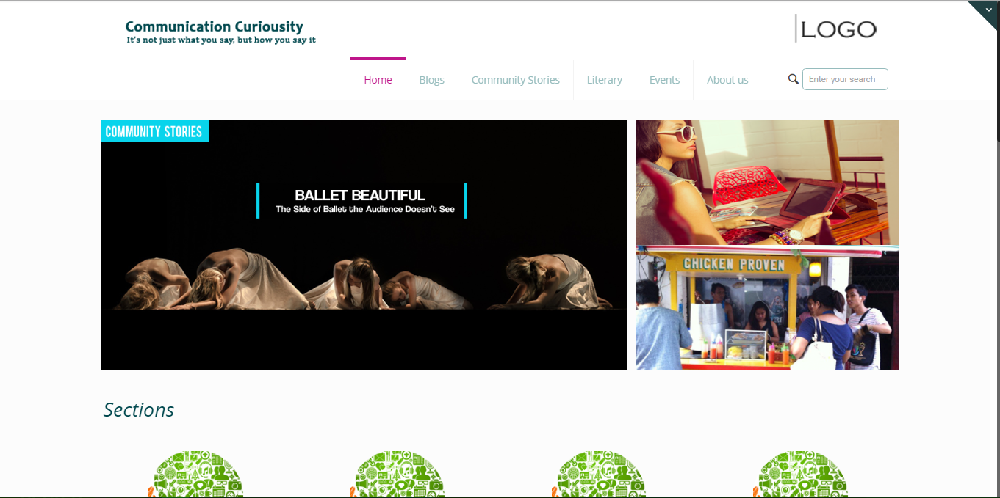 Communication Curiousity
It's not just what you say, but how you say it
LOGO
Home
Blogs
Community Stories
Literary
Events
About us
Enter your search
COMMUNITY STORIES
BALLET BEAUTIFUL
The Side of Ballet the Audience Doesn't See
CHICKEN PROVEN
Sections